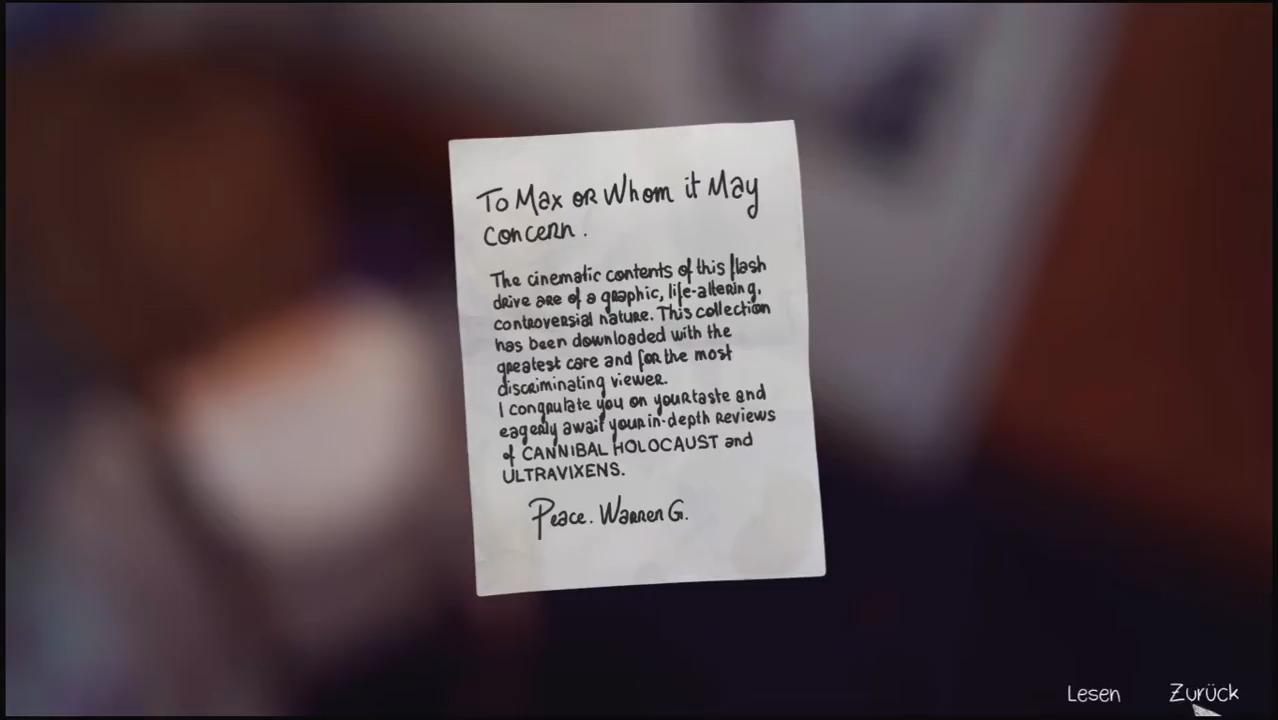 To Max or Whom it May
Concern.
The cinematic contents of this flash
drive are of a graphic, life-altering,
controversial nature. This collection
has been downloaded with the
greatest care and for the most
discriminating viewer.
I congrulate you on your taste and
eagerly await your in-depth reviews
of CANNIBAL HOLOCAUST and
ULTRAVIXENS.
Peace. Warren G.
Lesen
Zurück